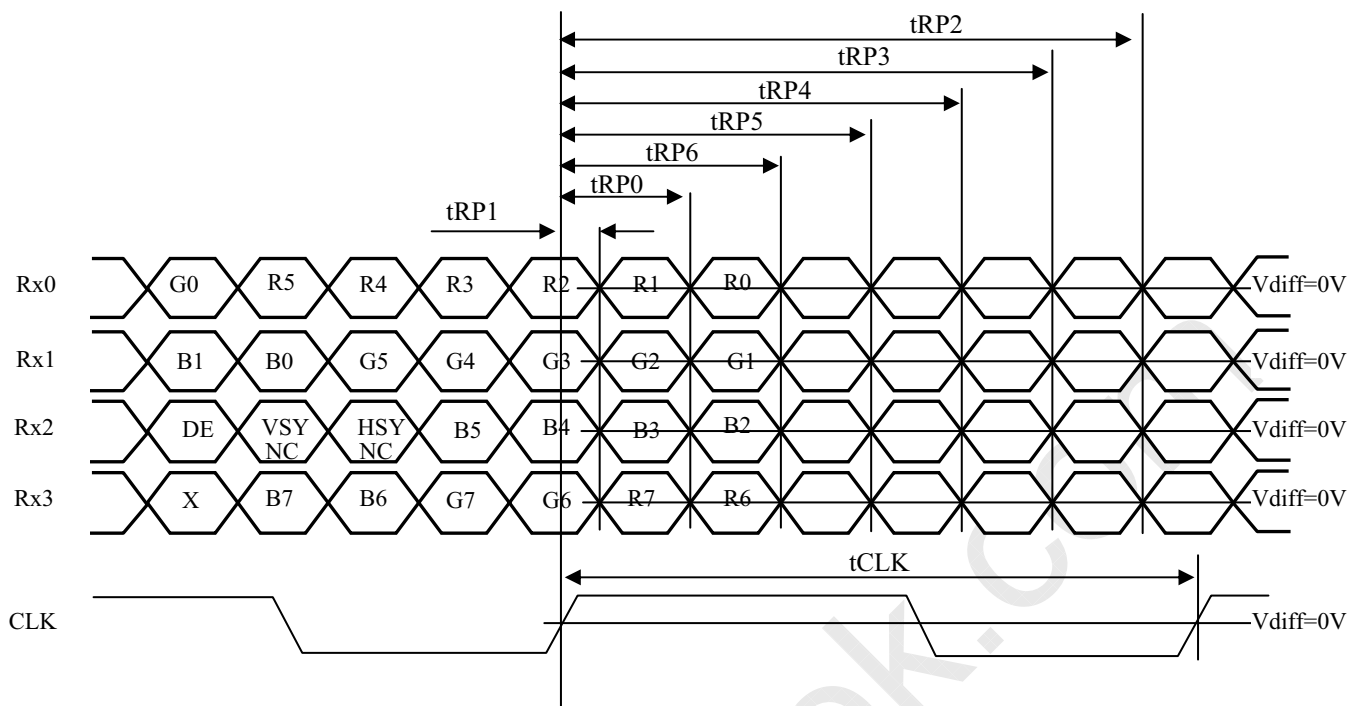 tRP2
tRP3
tRP4
tRP5
tRP6
tRP0
tRP1
Rx0 G0 R5 R4 R3 R2 R1 R0 Vdiff=0V
Rx1 B1 B0 G5 G4 G3 G2 G1 Vdiff=0V
Rx2 DE VSY NC HSY NC B5 B4 B3 B2 Vdiff=0V
Rx3 X B7 B6 G7 G6 R7 R6 Vdiff=0V
tCLK
CLK Vdiff=0V